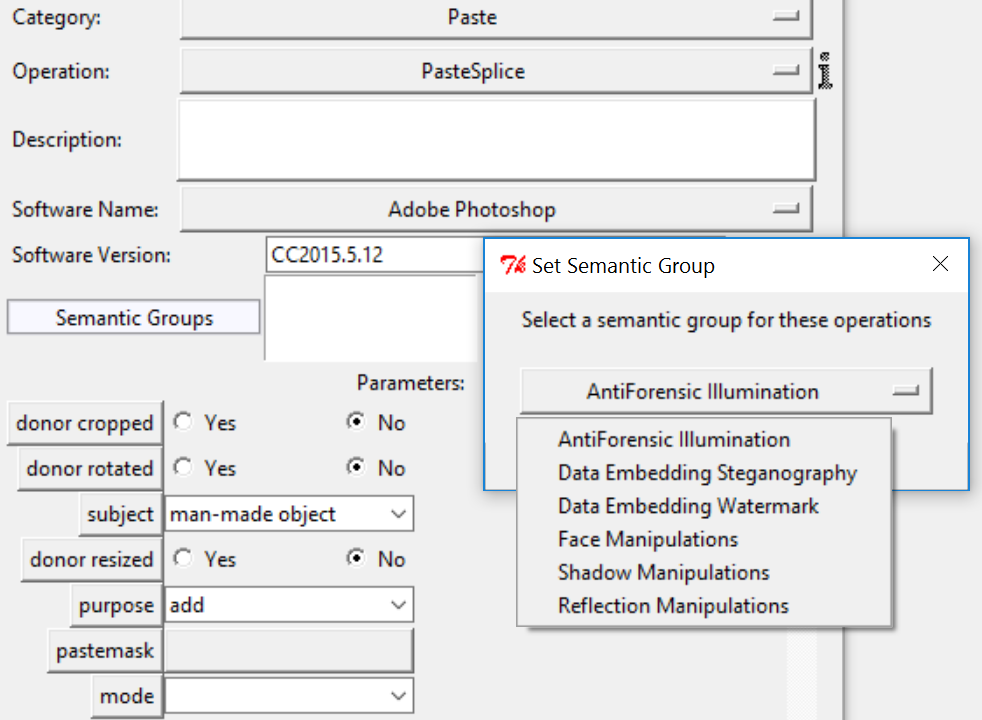 Category: Paste
Operation: PasteSplice
Description:
Software Name: Adobe Photoshop
Software Version: CC2015.5.12
Semantic Groups
Parameters:
donor cropped Yes No
donor rotated Yes No
subject man-made object
donor resized Yes No
purpose add
pastemask
mode
Set Semantic Group
Select a semantic group for these operations
AntiForensic Illumination
AntiForensic Illumination
Data Embedding Steganography
Data Embedding Watermark
Face Manipulations
Shadow Manipulations
Reflection Manipulations